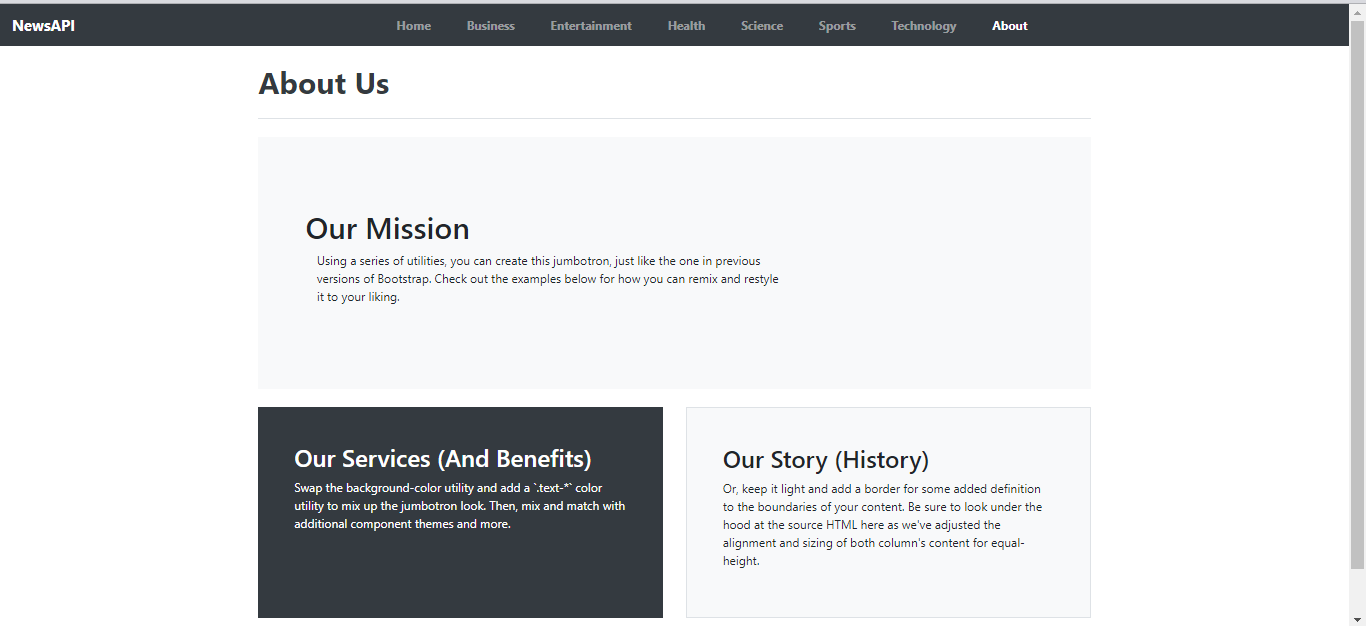 NewsAPI Home Business Entertainment Health Science Sports Technology About
About Us
Our Mission
Using a series of utilities, you can create this jumbotron, just like the one in previous
versions of Bootstrap. Check out the examples below for how you can remix and restyle
it to your liking.
Our Services (And Benefits)
Swap the background-color utility and add a `.text-*` color
utility to mix up the jumbotron look. Then, mix and match with
additional component themes and more.
Our Story (History)
Or, keep it light and add a border for some added definition
to the boundaries of your content. Be sure to look under the
hood at the source HTML here as we've adjusted the
alignment and sizing of both column's content for equal-
height.